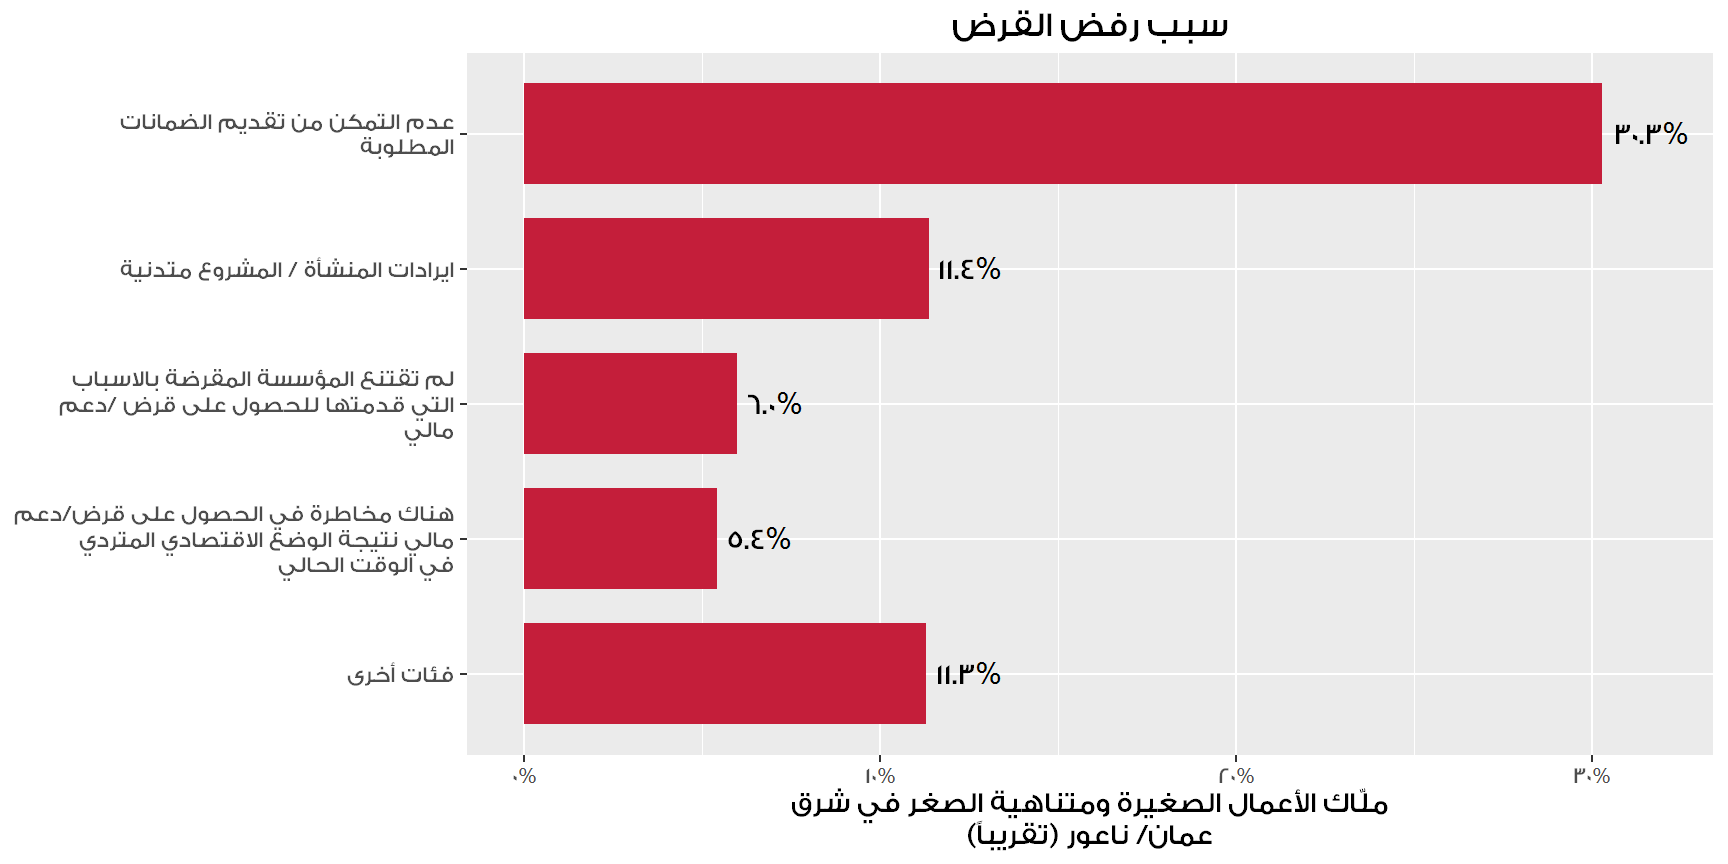 سبب رفض القرض
عدم التمكن من تقديم الضمانات
المطلوبة
٣٠.٣%
ايرادات المنشأة / المشروع متدنية
١١.٤%
لم تقتنع المؤسسة المقرضة بالاسباب
التي قدمتها للحصول على قرض /دعم
مالي
٦.٠%
هناك مخاطرة في الحصول على قرض/دعم
مالي نتيجة الوضع الاقتصادي المتردي
في الوقت الحالي
٥.٤%
فئات أخرى
١١.٣%
٠% ١٠% ٢٠% ٣٠%
ملّاك الأعمال الصغيرة ومتناهية الصغر في شرق
عمان/ ناعور (تقريباً)